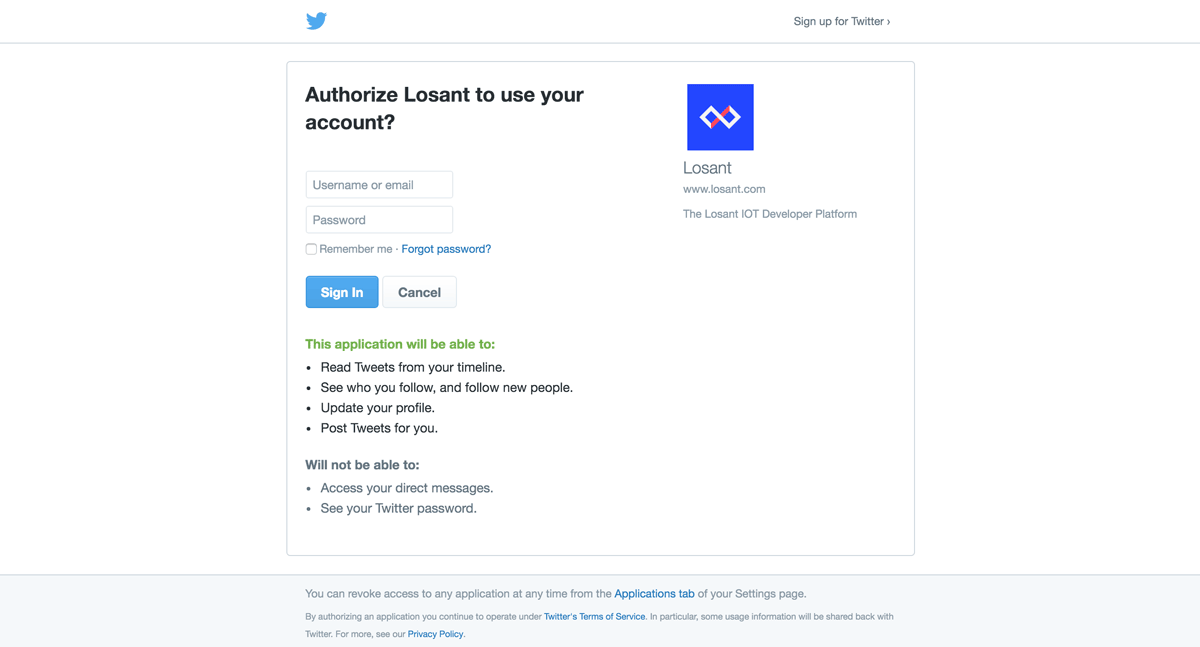 Sign up for Twitter ›
Authorize Losant to use your
account?
Username or email
Password
Remember me · Forgot password?
Sign In
Cancel
Losant
www.losant.com
The Losant IOT Developer Platform
This application will be able to:
• Read Tweets from your timeline.
• See who you follow, and follow new people.
• Update your profile.
• Post Tweets for you.
Will not be able to:
• Access your direct messages.
• See your Twitter password.
You can revoke access to any application at any time from the Applications tab of your Settings page.
By authorizing an application you continue to operate under Twitter's Terms of Service. In particular, some usage information will be shared back with
Twitter. For more, see our Privacy Policy.